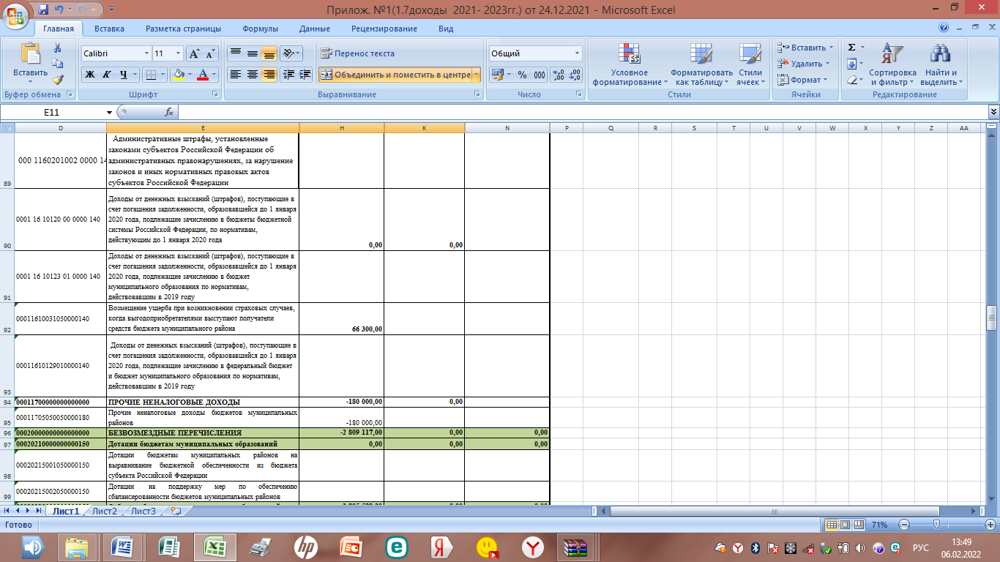 Прилож. №1(1.7доходы 2021- 2023гг.) от 24.12.2021 - Microsoft Excel
Главная Вставка Разметка страницы Формулы Данные Рецензирование Вид
Calibri 11 Перенос текста Общий Вставить
Вставить Ж К Ч Объединить и поместить в центре % 000 Условное форматирование Форматировать как таблицу Стили ячеек Удалить Формат Сортировка и фильтр Найти и выделить
Буфер обмена Шрифт Выравнивание Число Стили Ячейки Редактирование
E11 fx
D E H K N P Q R S T U V W X Y Z AA
Административные штрафы, установленные
законами субъектов Российской Федерации об
000 1160201002 0000 14 административных правонарушениях, за нарушение
законов и иных нормативных правовых актов
89 субъектов Российской Федерации
Доходы от денежных взысканий (штрафов), поступающие в
счет погашения задолженности, образовавшейся до 1 января
0001 16 10120 00 0000 140 2020 года, подлежащие зачислению в бюджеты бюджетной
системы Российской Федерации, по нормативам,
действующим до 1 января 2020 года
90 0,00 0,00
Доходы от денежных взысканий (штрафов), поступающие в
счет погашения задолженности, образовавшейся до 1 января
0001 16 10123 01 0000 140 2020 года, подлежащие зачислению в бюджет
муниципального образования по нормативам,
91 действовавшим в 2019 году
Возмещение ущерба при возникновении страховых случаев,
00011610031050000140 когда выгодоприобретателями выступают получатели
92 средств бюджета муниципального района 66 300,00
Доходы от денежных взысканий (штрафов), поступающие в
счет погашения задолженности, образовавшейся до 1 января
00011610129010000140 2020 года, подлежащие зачислению в федеральный бюджет
и бюджет муниципального образования по нормативам,
действовавшим в 2019 году
93
94 00011700000000000000 ПРОЧИЕ НЕНАЛОГОВЫЕ ДОХОДЫ -180 000,00 0,00
00011705050050000180 Прочие неналоговые доходы бюджетов муниципальных
95 районов -180 000,00
96 00020000000000000000 БЕЗВОЗМЕЗДНЫЕ ПЕРЕЧИСЛЕНИЯ -2 809 117,00 0,00 0,00
97 00020210000000000150 Дотации бюджетам муниципальных образований 0,00 0,00 0,00
Дотации бюджетам муниципальных районов на
00020215001050000150 выравнивание бюджетной обеспеченности из бюджета
98 субъекта Российской Федерации
00020215002050000150 Дотации на поддержку мер по обеспечению
99 сбалансированности бюджетов муниципальных районов
Лист1 Лист2 Лист3
Готово 71%
РУС 13:49
06.02.2022